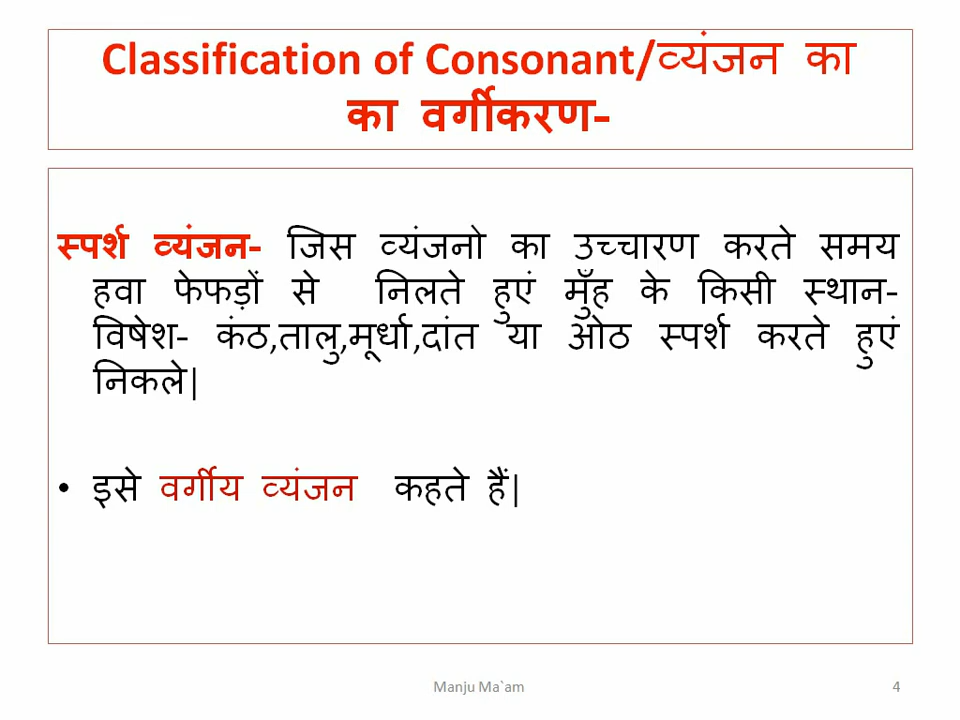 Classification of Consonant/व्यंजन का
का वर्गीकरण-
स्पर्श व्यंजन- जिस व्यंजनो का उच्चारण करते समय
हवा फेफड़ों से निलते हुएं मुँह के किसी स्थान-
विषेश- कंठ,तालु,मूर्धा,दांत या ओठ स्पर्श करते हुएं
निकले|
• इसे वर्गीय व्यंजन कहते हैं|
Manju Ma`am
4